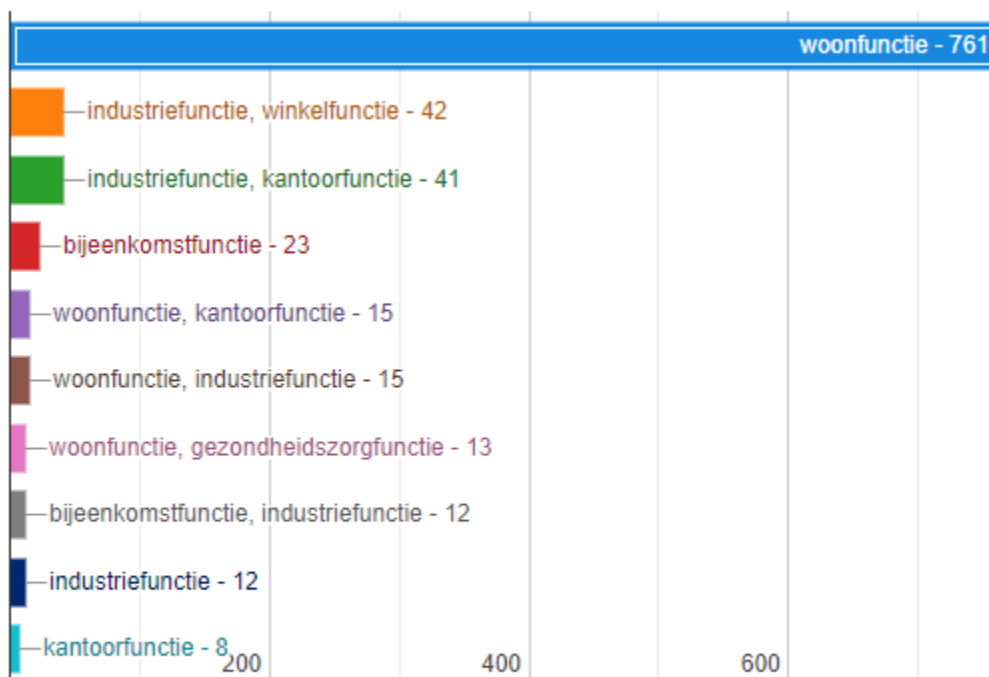 woonfunctie - 761
industriefunctie, winkelfunctie - 42
industriefunctie, kantoorfunctie - 41
bijeenkomstfunctie - 23
woonfunctie, kantoorfunctie - 15
woonfunctie, industriefunctie - 15
woonfunctie, gezondheidszorgfunctie - 13
bijeenkomstfunctie, industriefunctie - 12
industriefunctie - 12
kantoorfunctie - 8
200 400 600